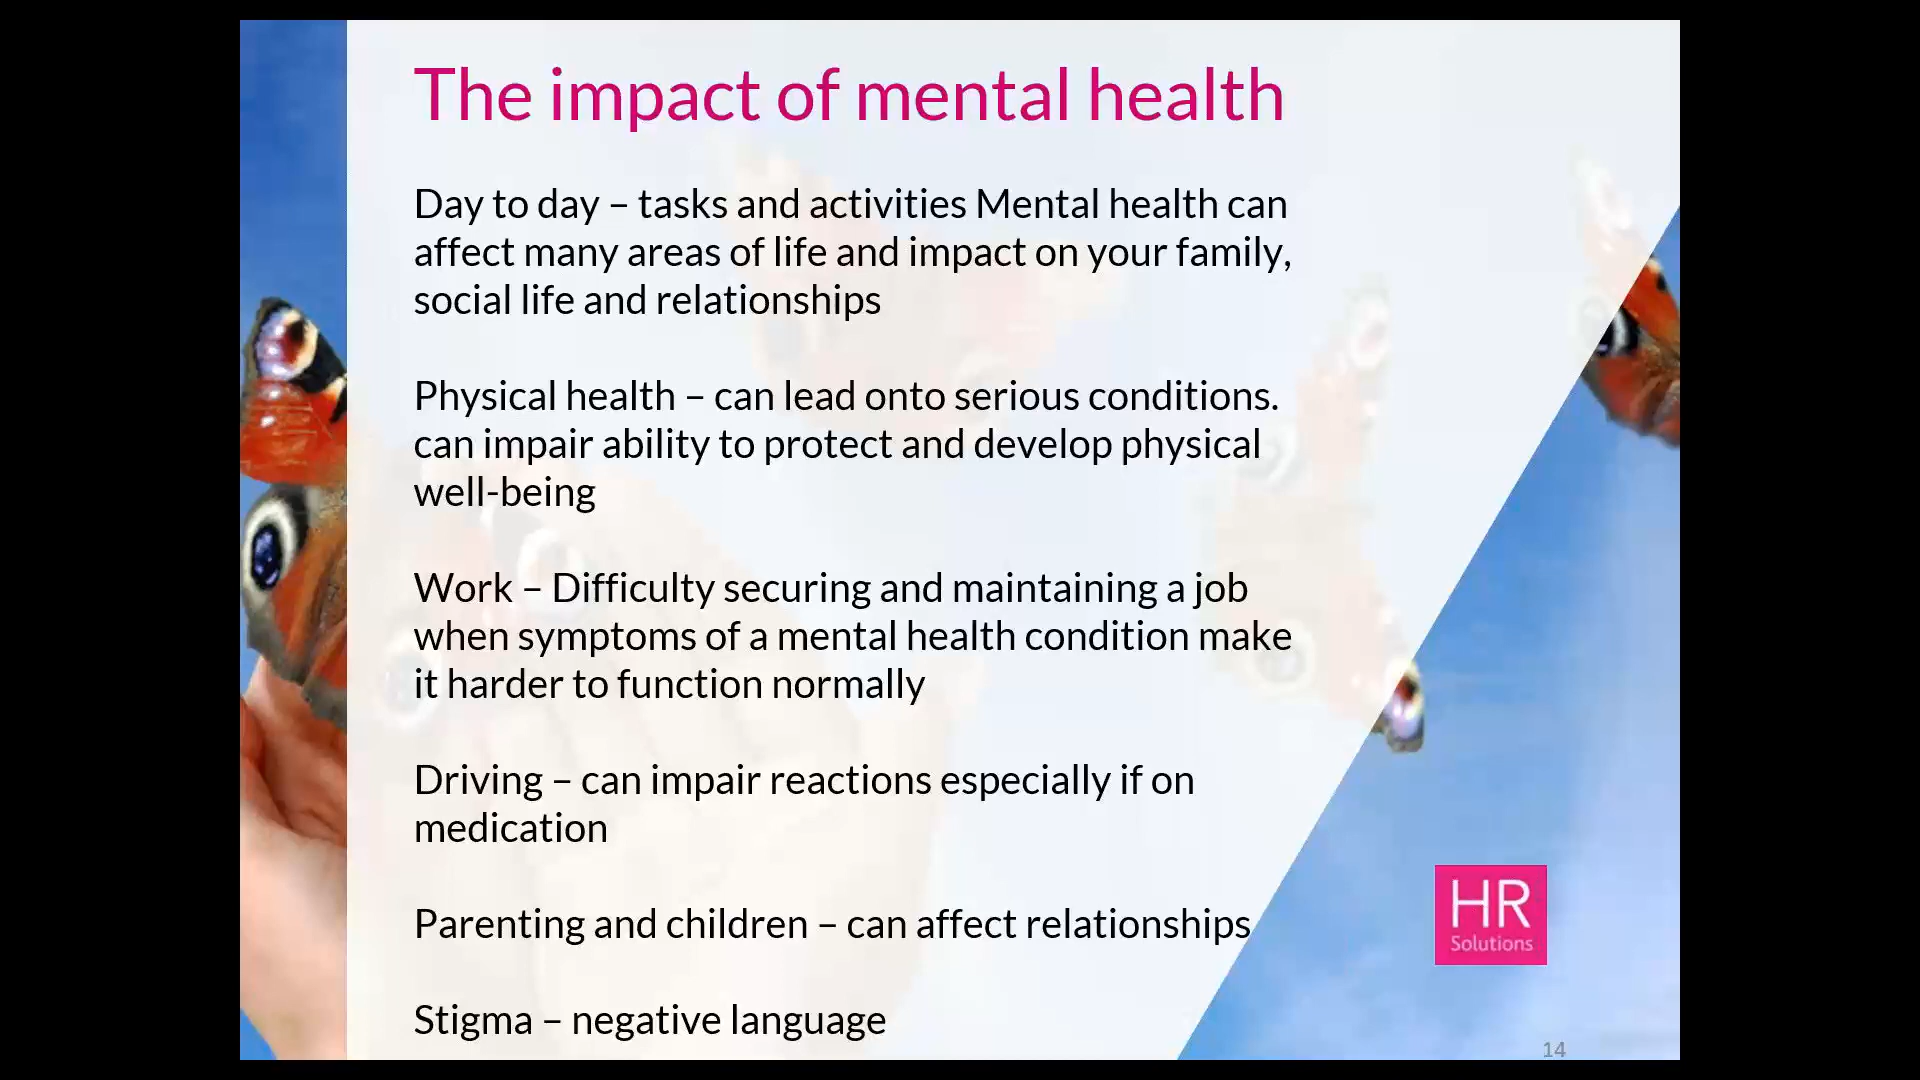 The impact of mental health
Day to day – tasks and activities Mental health can
affect many areas of life and impact on your family,
social life and relationships
Physical health – can lead onto serious conditions.
can impair ability to protect and develop physical
well-being
Work – Difficulty securing and maintaining a job
when symptoms of a mental health condition make
it harder to function normally
Driving – can impair reactions especially if on
medication
Parenting and children – can affect relationships
Stigma – negative language
HR
Solutions
14